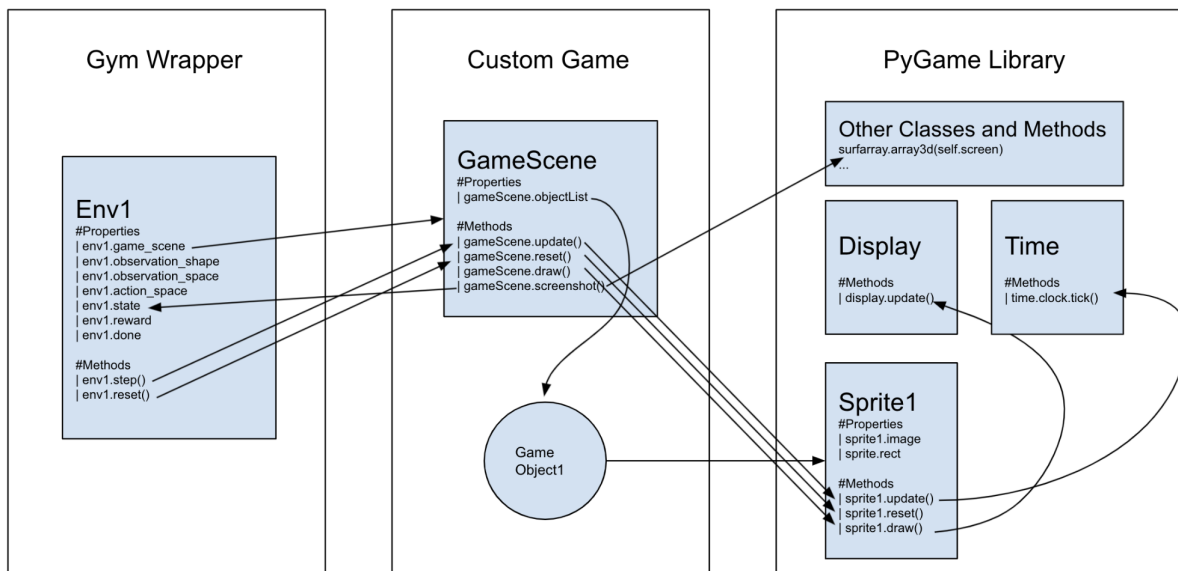 Gym Wrapper
Env1
#Properties
| env1.game_scene
| env1.observation_shape
| env1.observation_space
| env1.action_space
| env1.state
| env1.reward
| env1.done
#Methods
| env1.step()
| env1.reset()
Custom Game
GameScene
#Properties
| gameScene.objectList
#Methods
| gameScene.update()
| gameScene.reset()
| gameScene.draw()
| gameScene.screenshot()
Game
Object1
PyGame Library
Other Classes and Methods
surfarray.array3d(self.screen)
...
Display
#Methods
| display.update()
Time
#Methods
| time.clock.tick()
Sprite1
#Properties
| sprite1.image
| sprite.rect
#Methods
| sprite1.update()
| sprite1.reset()
| sprite1.draw()